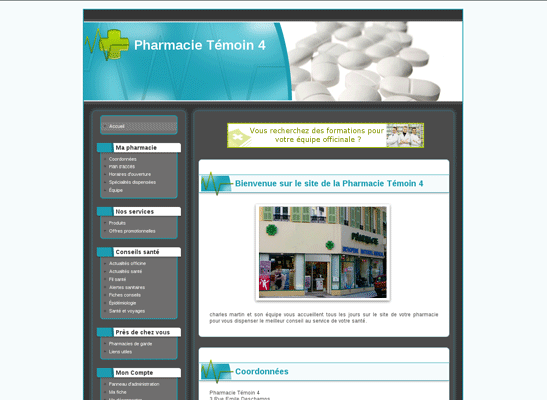 Pharmacie Témoin 4
Accueil
Ma pharmacie
Coordonnées
Plan d'accès
Horaires d'ouverture
Spécialités dispensées
Équipe
Nos services
Produits
Offres promotionnelles
Conseils santé
Actualités officine
Actualités santé
Fil santé
Alertes sanitaires
Fiches conseils
Epidémiologie
Santé et voyages
Près de chez vous
Pharmacies de garde
Liens utiles
Mon Compte
Panneau d'administration
Ma fiche
Vous recherchez des formations pour
votre équipe officinale ?
Bienvenue sur le site de la Pharmacie Témoin 4
charles martin et son équipe vous accueillent tous les jours sur le site de votre pharmacie
pour vous dispenser le meilleur conseil au service de votre santé.
Coordonnées
Pharmacie Témoin 4
3 Rue Emile Deschamps